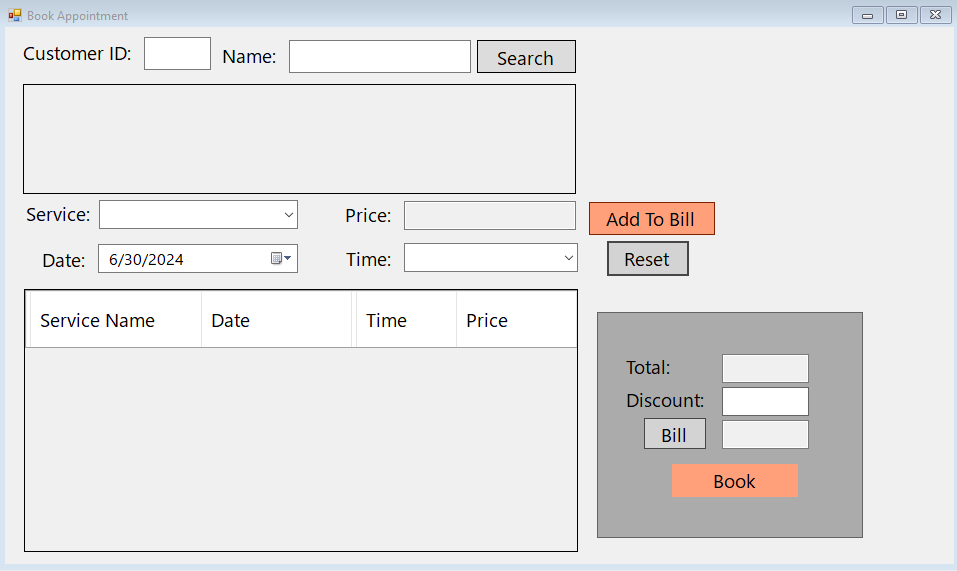 Book Appointment
Customer ID:
Name:
Search
Service:
Price:
Add To Bill
Date:
6/30/2024
Time:
Reset
Service Name
Date
Time
Price
Total:
Discount:
Bill
Book